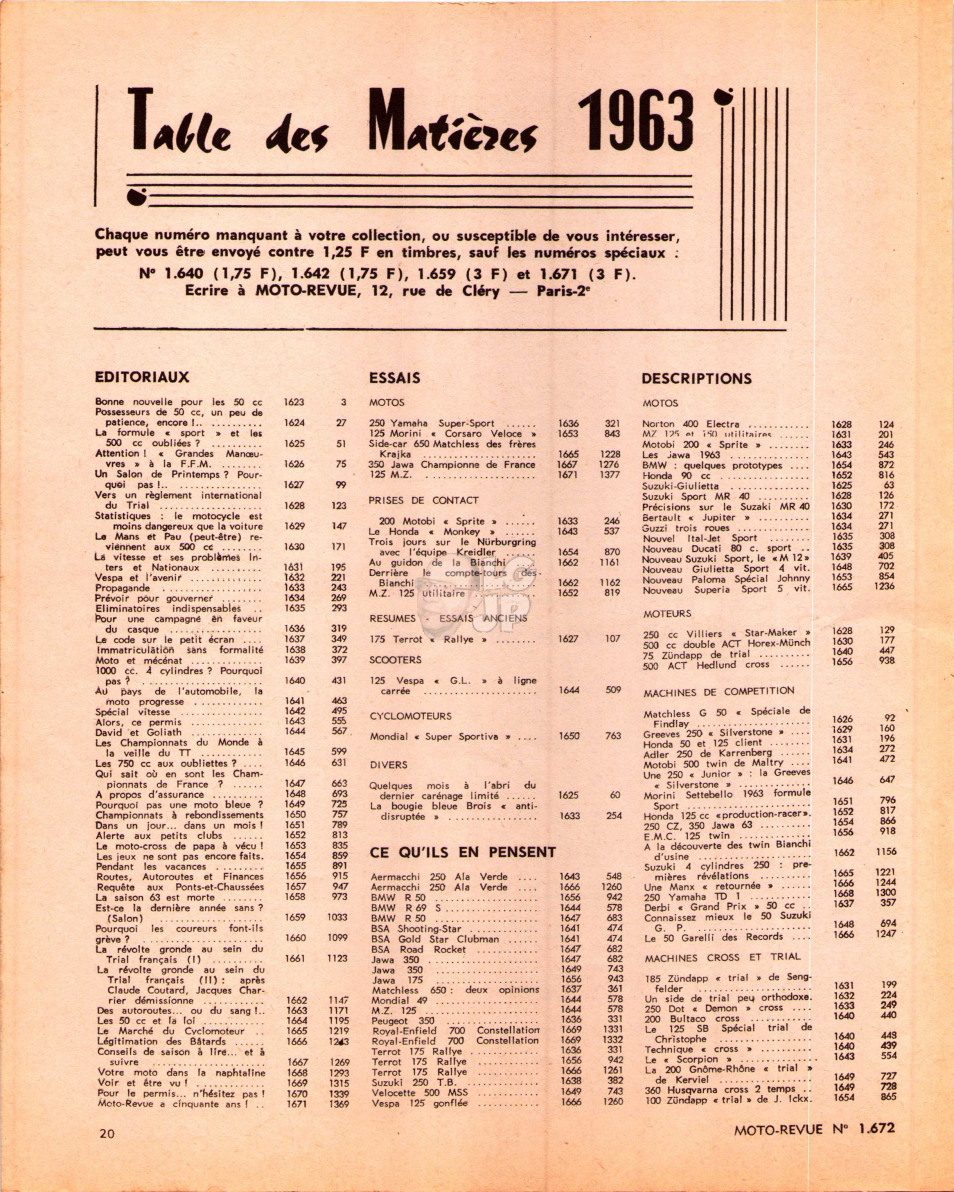 Table des Matières 1963
Chaque numéro manquant à votre collection, ou susceptible de vous intéresser,
peut vous être envoyé contre 1,25 F en timbres, sauf les numéros spéciaux :
N° 1.640 (1,75 F), 1.642 (1,75 F), 1.659 (3 F) et 1.671 (3 F).
Ecrire à MOTO-REVUE, 12, rue de Cléry — Paris-2e
EDITORIAUX
Bonne nouvelle pour les 50 cc 1623 3
Possesseurs de 50 cc, un peu de
patience, encore !.. .......... 1624 27
La formule « sport » et les
500 cc oubliées ? .......... 1625 51
Attention ! « Grandes Manœu-
vres » à la F.F.M. ........ 1626 75
Un Salon de Printemps ? Pour-
quoi pas !.. ................ 1627 99
Vers un règlement international
du Trial .................. 1628 123
Statistiques : le motocycle est
moins dangereux que la voiture 1629 147
Le Mans et Pau (peut-être) re-
viennent aux 500 cc ........ 1630 171
La vitesse et ses problèmes In-
ters et Nationaux .......... 1631 195
Vespa et l'avenir ............. 1632 221
Propagande .................. 1633 243
Prévoir pour gouverner ........ 1634 269
Eliminatoires indispensables .. 1635 293
Pour une campagne en faveur
du casque ................ 1636 319
Le code sur le petit écran .... 1637 349
Immatriculation sans formalité 1638 372
Moto et mécénat ............. 1639 397
1000 cc. 4 cylindres ? Pourquoi
pas ? ...................... 1640 431
Au pays de l'automobile, la
moto progresse ............ 1641 463
Spécial vitesse ............... 1642 495
Alors, ce permis .............. 1643 555
David et Goliath ............. 1644 567
Les Championnats du Monde à
la veille du TT ............ 1645 599
Les 750 cc aux oubliettes ? .... 1646 631
Qui sait où en sont les Cham-
pionnats de France ? ...... 1647 663
A propos d'assurance .......... 1648 693
Pourquoi pas une moto bleue ? 1649 725
Championnats à rebondissements 1650 757
Dans un jour... dans un mois ! 1651 789
Alerte aux petits clubs ...... 1652 813
Le moto-cross de papa à vécu ! 1653 835
Les jeux ne sont pas encore faits. 1654 859
Pendant les vacances ......... 1655 891
Routes, Autoroutes et Finances 1656 915
Requête aux Ponts-et-Chaussées 1657 947
La saison 63 est morte ...... 1658 973
Est-ce la dernière année sans ?
(Salon) .................... 1659 1033
Pourquoi les coureurs font-ils
grève ? .................... 1660 1099
La révolte gronde au sein du
Trial français (I) .......... 1661 1123
La révolte gronde au sein du
Trial français (II) : après
Claude Coutard, Jacques Char-
rier démissionne .......... 1662 1147
Des autoroutes... ou du sang !.. 1663 1171
Les 50 cc et la loi .......... 1664 1195
Le Marché du Cyclomoteur .. 1665 1219
Légitimation des Bâtards ...... 1666 1243
Conseils de saison à lire... et à
suivre .................... 1667 1269
Votre moto dans la naphtaline 1668 1293
Voir et être vu ! ............ 1669 1315
Pour le permis... n'hésitez pas ! 1670 1339
Moto-Revue a cinquante ans ! .. 1671 1369
ESSAIS
MOTOS
250 Yamaha Super-Sport ...... 1636 321
125 Morini « Corsaro Veloce » 1653 843
Side-car 650 Matchless des frères
Krajka .................... 1665 1228
350 Jawa Championne de France 1667 1276
125 M.Z. .................... 1671 1377
PRISES DE CONTACT
200 Motobi « Sprite » ...... 1633 246
Le Honda « Monkey » ........ 1643 537
Trois jours sur le Nürburgring
avec l'équipe Kreidler ...... 1654 870
Au guidon de la Bianchi ...... 1662 1161
Derrière le compte-tours des
Bianchi .................... 1662 1162
M.Z. 125 utilitaire ............ 1652 819
RESUMES - ESSAIS ANCIENS
175 Terrot « Rallye » ........ 1627 107
SCOOTERS
125 Vespa « G.L. » à ligne
carrée .................... 1644 509
CYCLOMOTEURS
Mondial « Super Sportiva » .... 1650 763
DIVERS
Quelques mois à l'abri du
dernier carénage limité ...... 1625 60
La bougie bleue Brois « anti-
disruptée » ................ 1633 254
CE QU'ILS EN PENSENT
Aermacchi 250 Ala Verde .... 1643 548
Aermacchi 250 Ala Verde .... 1666 1260
BMW R 50 .................. 1656 942
BMW R 69 S ................ 1644 578
BMW R 50 .................. 1647 683
BSA Shooting-Star ............ 1641 474
BSA Gold Star Clubman ...... 1641 474
BSA Road Rocket ............ 1647 682
Jawa 350 .................... 1647 682
Jawa 350 .................... 1649 743
Jawa 175 .................... 1656 943
Matchless 650 : deux opinions 1637 361
Mondial 49 .................. 1644 578
M.Z. 125 .................... 1644 578
Peugeot 350 .................. 1636 331
Royal-Enfield 700 Constellation 1669 1331
Royal-Enfield 700 Constellation 1669 1332
Terrot 175 Rallye ............ 1636 331
Terrot 175 Rallye ............ 1656 942
Terrot 175 Rallye ............ 1666 1261
Suzuki 250 T.B. .............. 1638 382
Velocette 500 MSS ............ 1649 743
Vespa 125 gonflée ............ 1666 1260
DESCRIPTIONS
MOTOS
Norton 400 Electra ............ 1628 124
MZ 125 et 150 utilitaires ...... 1631 201
Motobi 200 « Sprite » ........ 1633 246
Les Jawa 1963 ................ 1643 543
BMW : quelques prototypes .... 1654 872
Honda 90 cc .................. 1652 816
Suzuki-Giulietta ............... 1625 63
Suzuki Sport MR 40 .......... 1628 126
Précisions sur le Suzaki MR 40 1630 172
Bertault « Jupiter » .......... 1634 271
Guzzi trois roues .............. 1634 271
Nouvel Ital-Jet Sport ........ 1635 308
Nouveau Ducati 80 c. sport .. 1635 308
Nouveau Suzuki Sport, le « M 12 » 1639 405
Nouveau Giulietta Sport 4 vit. 1648 702
Nouveau Paloma Spécial Johnny 1653 854
Nouveau Superia Sport 5 vit. 1665 1236
MOTEURS
250 cc Villiers « Star-Maker » 1628 129
500 cc double ACT Horex-Münch 1630 177
75 Zündapp de trial .......... 1640 447
500 ACT Hedlund cross ...... 1656 938
MACHINES DE COMPETITION
Matchless G 50 « Spéciale de
Findlay ...................... 1626 92
Greeves 250 « Silverstone » .... 1629 160
Honda 50 et 125 client ........ 1631 196
Adler 250 de Karrenberg ...... 1634 272
Motobi 500 twin de Maltry .... 1641 472
Une 250 « Junior » : la Greeves
« Silverstone » .............. 1646 647
Morini Settebello 1963 formule
Sport ........................ 1651 796
Honda 125 cc «production-racer». 1652 817
250 CZ, 350 Jawa 63 .......... 1654 866
E.M.C. 125 twin .............. 1656 918
A la découverte des twin Bianchi
d'usine ...................... 1662 1156
Suzuki 4 cylindres 250 : pre-
mières révélations .......... 1665 1221
Une Manx « retournée » ...... 1666 1244
250 Yamaha TD 1 ............ 1668 1300
Derbi « Grand Prix » 50 cc .. 1637 357
Connaissez mieux le 50 Suzuki
G. P. ...................... 1648 694
Le 50 Garelli des Records .... 1666 1247
MACHINES CROSS ET TRIAL
185 Zündapp « trial » de Seng-
felder ...................... 1631 199
Un side de trial peu orthodoxe. 1632 224
250 Dot « Demon » cross .... 1633 249
200 Bultaco cross ............ 1640 440
Le 125 SB Spécial trial de
Christophe .................. 1640 448
Technique « cross » .......... 1640 439
Le « Scorpion » .............. 1643 554
La 200 Gnôme-Rhône « trial »
de Kerviel .................. 1649 727
360 Husqvarna cross 2 temps .. 1649 728
100 Zündapp « trial » de J. Ickx. 1654 865
20
MOTO-REVUE N° 1.672